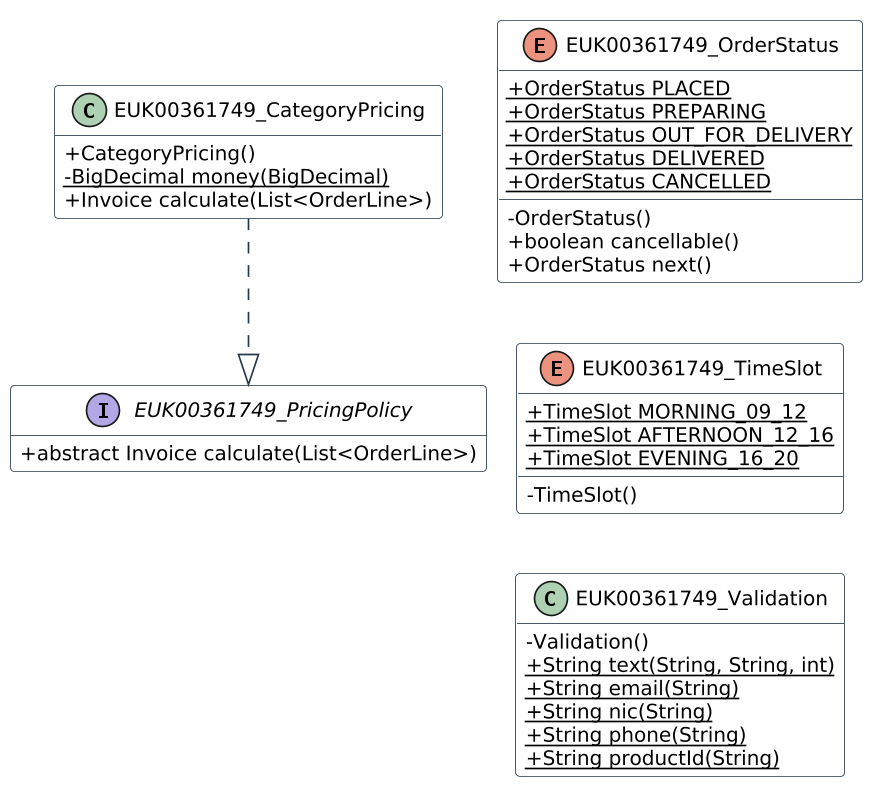 C EUK00361749_CategoryPricing
+CategoryPricing()
-BigDecimal money(BigDecimal)
+Invoice calculate(List<OrderLine>)
I EUK00361749_PricingPolicy
+abstract Invoice calculate(List<OrderLine>)
E EUK00361749_OrderStatus
+OrderStatus PLACED
+OrderStatus PREPARING
+OrderStatus OUT_FOR_DELIVERY
+OrderStatus DELIVERED
+OrderStatus CANCELLED
-OrderStatus()
+boolean cancellable()
+OrderStatus next()
E EUK00361749_TimeSlot
+TimeSlot MORNING_09_12
+TimeSlot AFTERNOON_12_16
+TimeSlot EVENING_16_20
-TimeSlot()
C EUK00361749_Validation
-Validation()
+String text(String, String, int)
+String email(String)
+String nic(String)
+String phone(String)
+String productId(String)